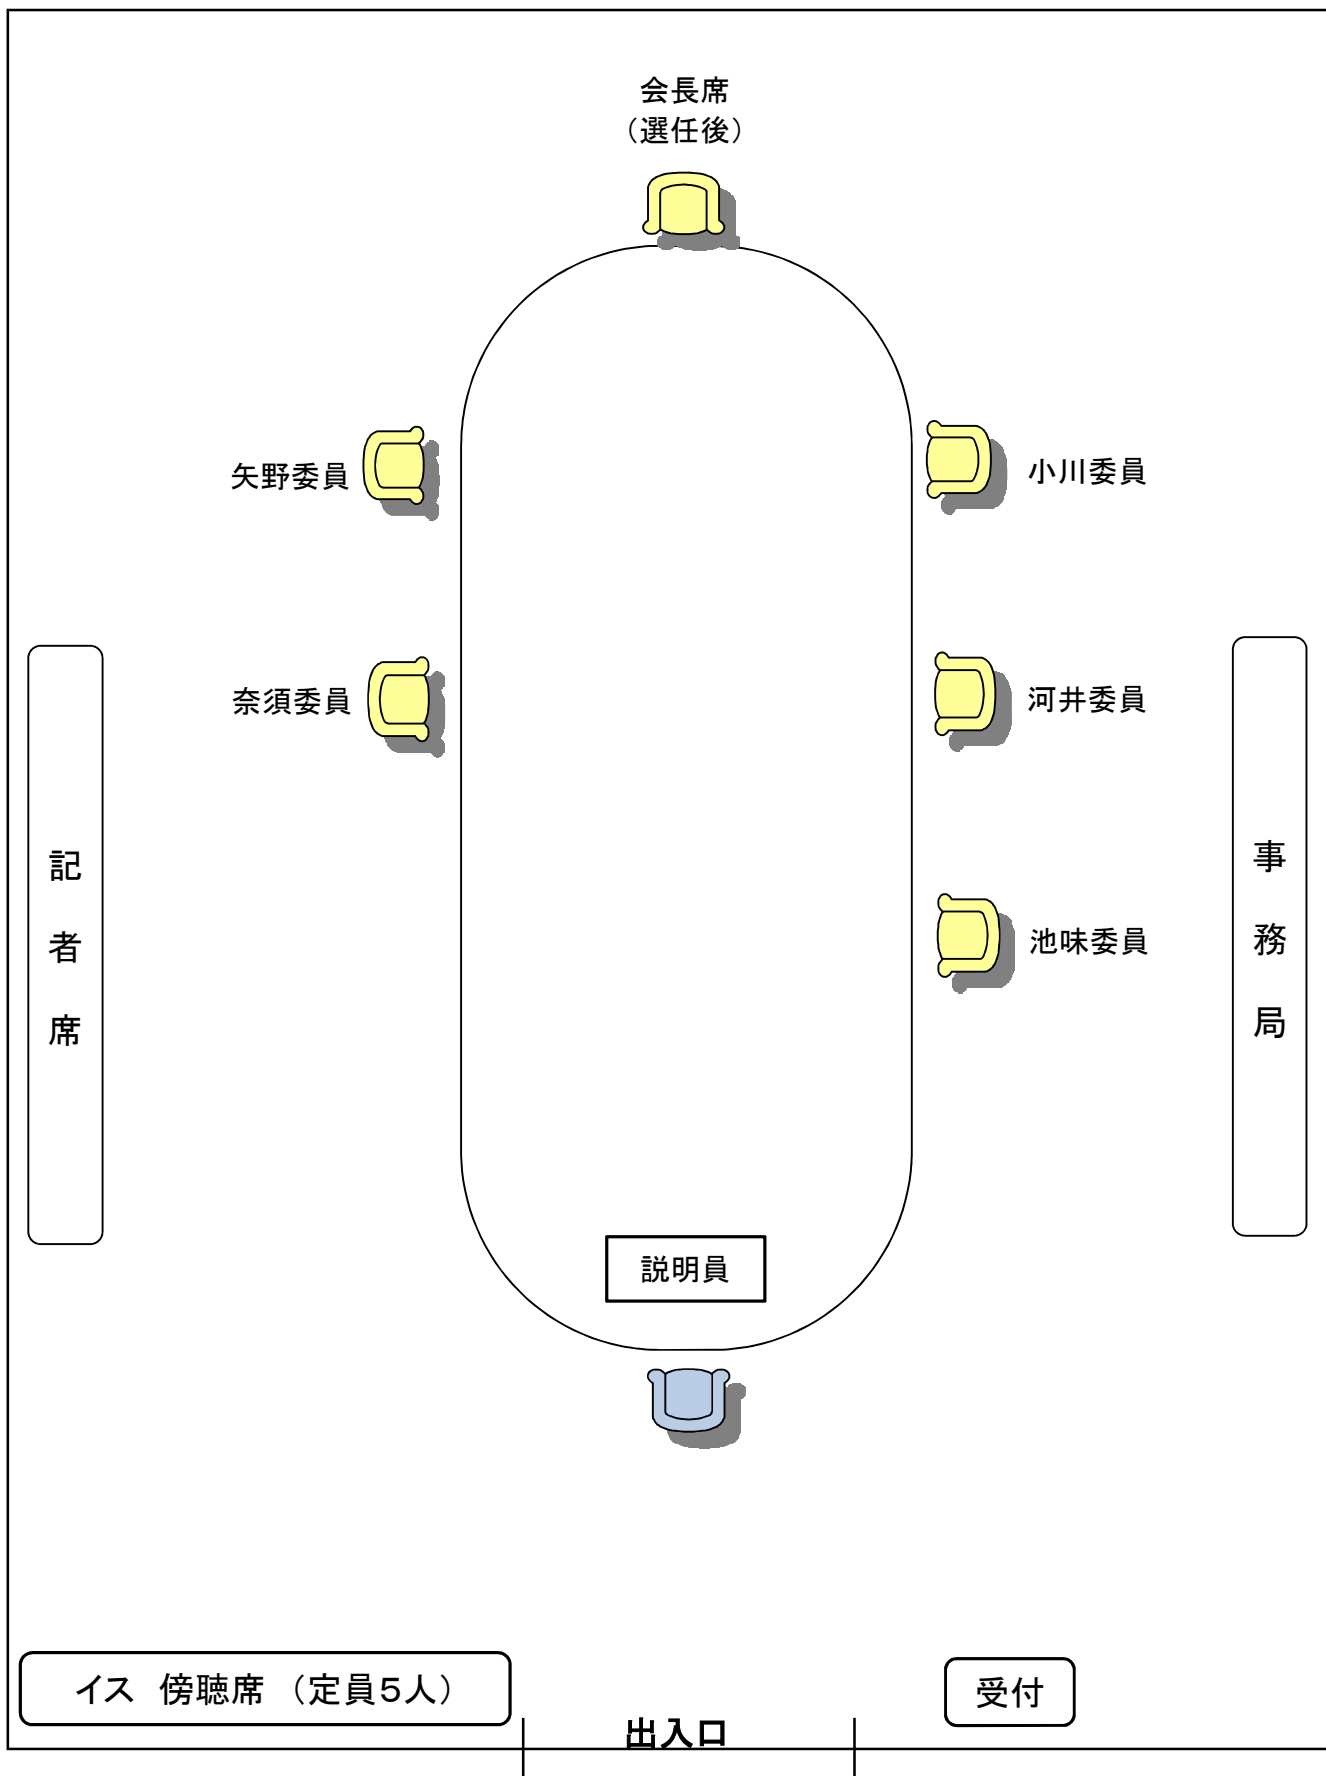 会長席
（選任後）
矢野委員
小川委員
奈須委員
河井委員
池味委員
記者席
事務局
説明員
イス　傍聴席　（定員５人）
受付
出入口